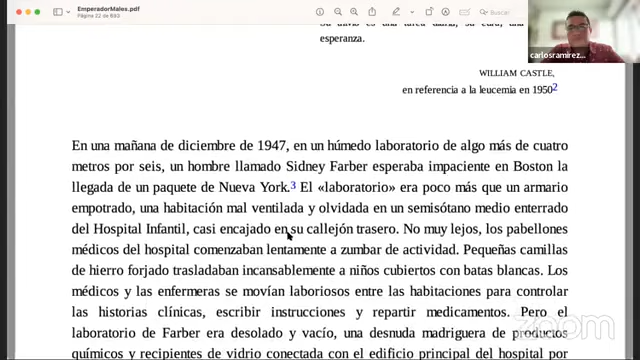 EmperadorMales.pdf
Página 22 de 693
Buscar
carlosramirez...
esperanza.
WILLIAM CASTLE,
en referencia a la leucemia en 1950²
En una mañana de diciembre de 1947, en un húmedo laboratorio de algo más de cuatro
metros por seis, un hombre llamado Sidney Farber esperaba impaciente en Boston la
llegada de un paquete de Nueva York.³ El «laboratorio» era poco más que un armario
empotrado, una habitación mal ventilada y olvidada en un semisótano medio enterrado
del Hospital Infantil, casi encajado en su callejón trasero. No muy lejos, los pabellones
médicos del hospital comenzaban lentamente a zumbar de actividad. Pequeñas camillas
de hierro forjado trasladaban incansablemente a niños cubiertos con batas blancas. Los
médicos y las enfermeras se movían laboriosos entre las habitaciones para controlar
las historias clínicas, escribir instrucciones y repartir medicamentos. Pero el
laboratorio de Farber era desolado y vacío, una desnuda madriguera de productos
químicos y recipientes de vidrio conectada con el edificio principal del hospital por
zoom